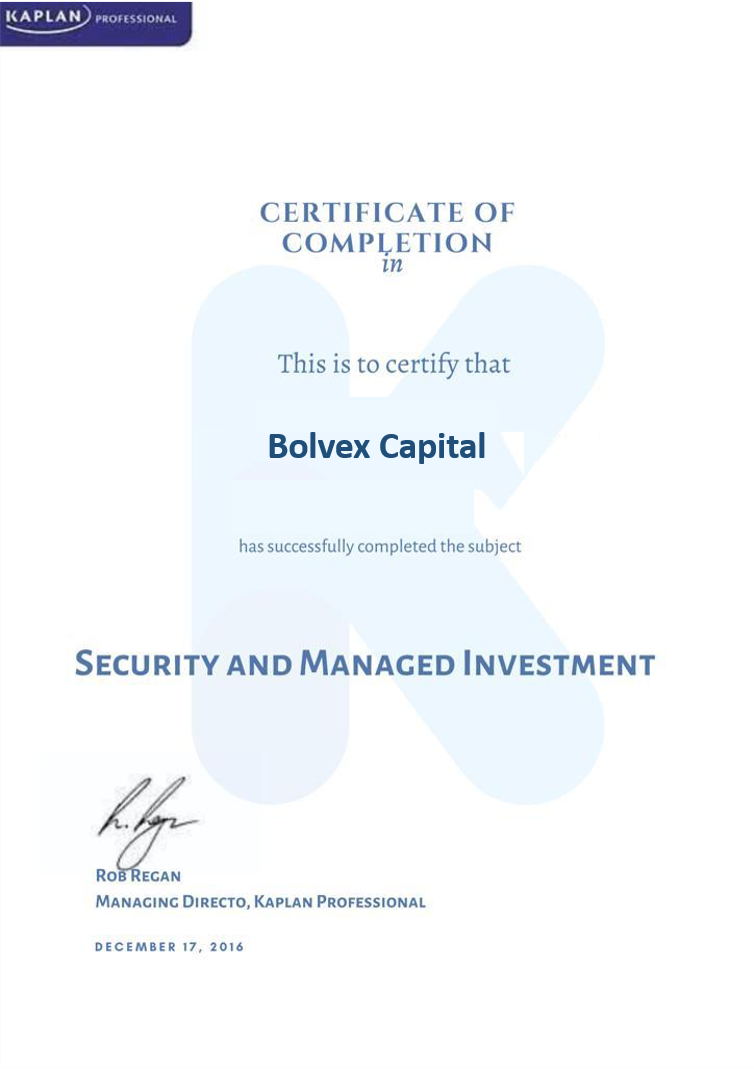 KAPLAN PROFESSIONAL
CERTIFICATE OF
COMPLETION
in
This is to certify that
Bolvex Capital
has successfully completed the subject
SECURITY AND MANAGED INVESTMENT
ROB REGAN
MANAGING DIRECTO, KAPLAN PROFESSIONAL
DECEMBER 17, 2016